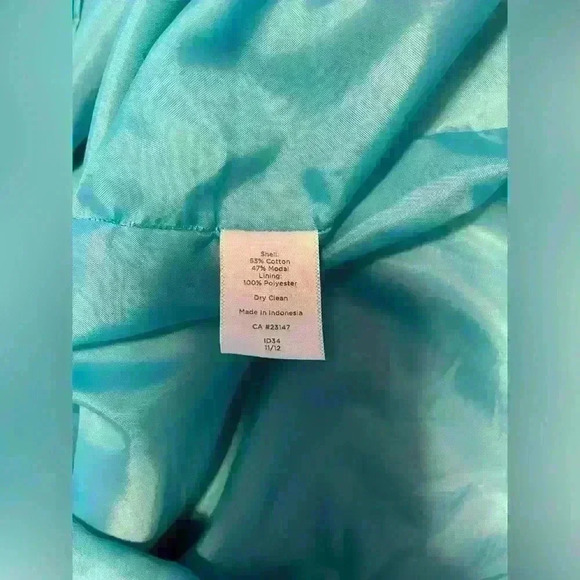 Shell:
53% Cotton
47% Modal
Lining:
100% Polyester
Dry Clean
Made in Indonesia
CA #23147
ID34
11/12